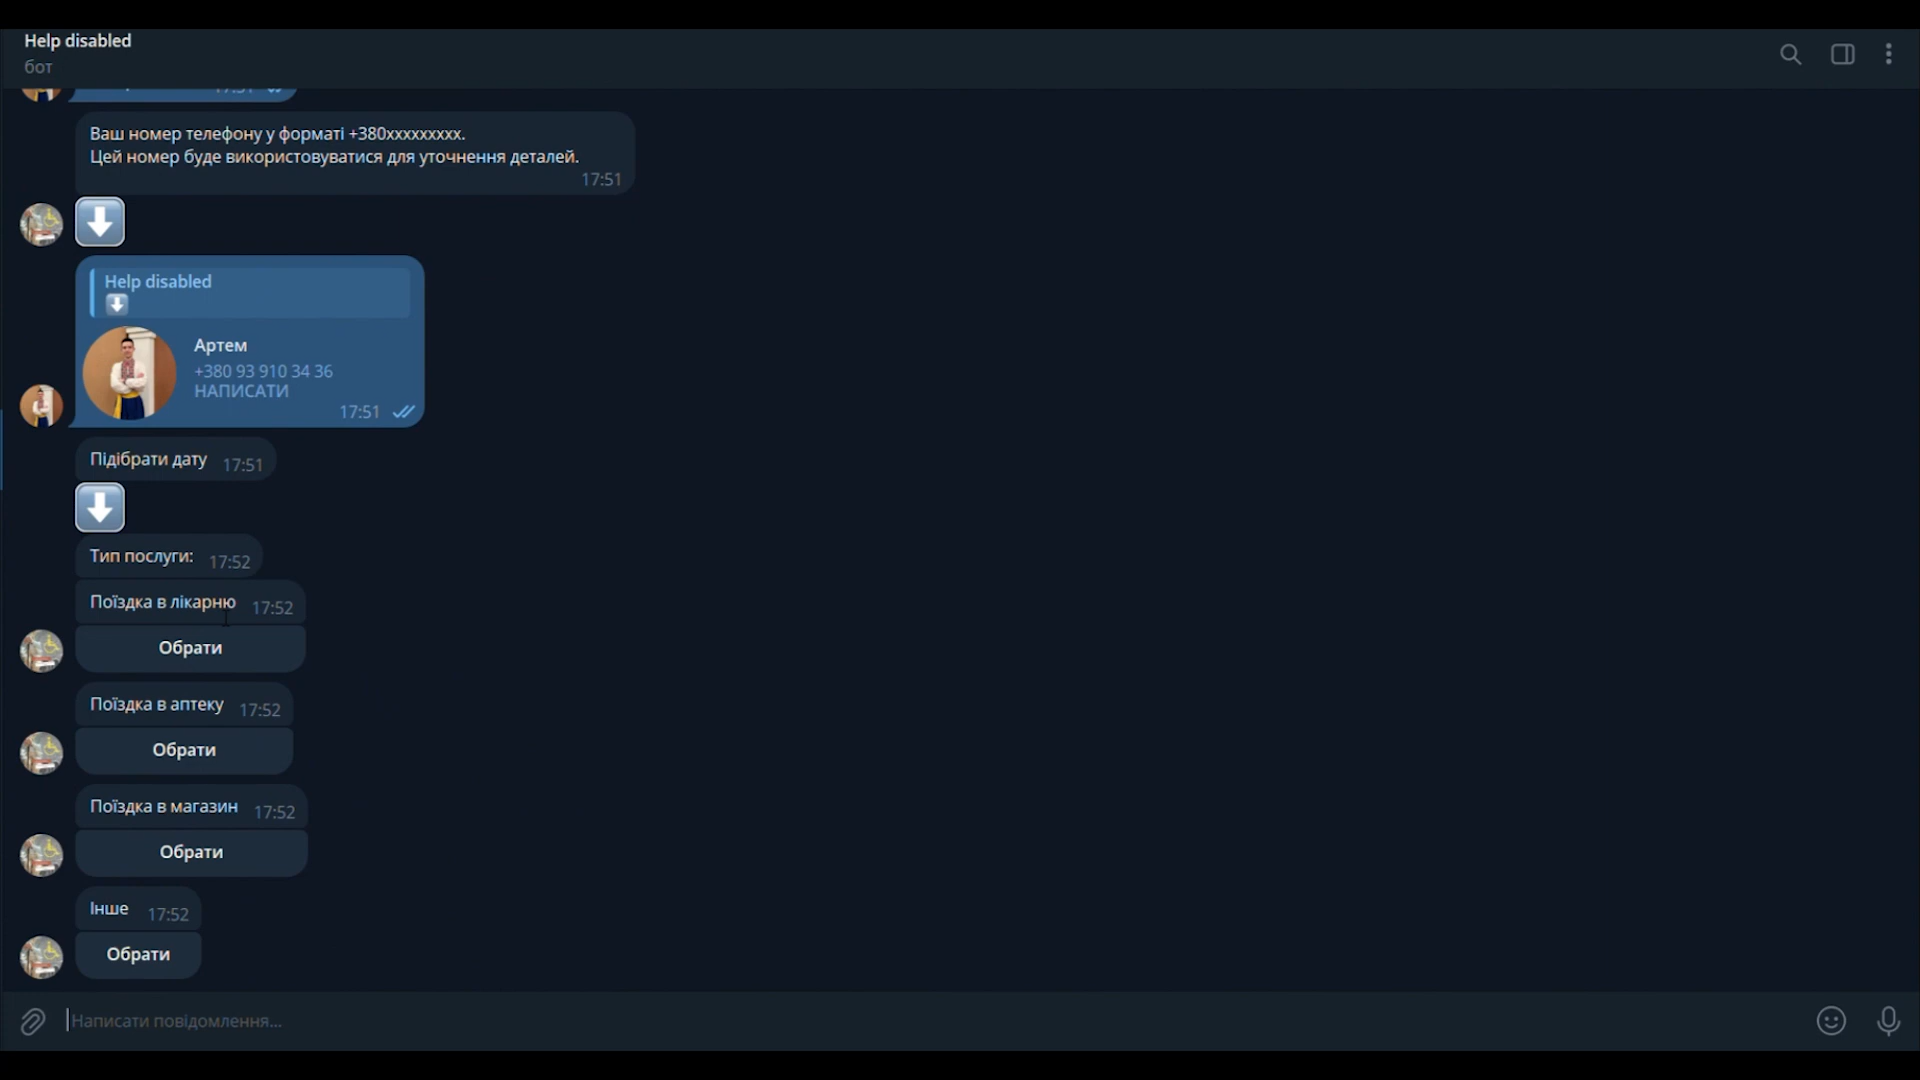 Help disabled
бот
Ваш номер телефону у форматі +380xxxxxxxxx.
Цей номер буде використовуватися для уточнення деталей.
17:51
Help disabled
Артем
+380 93 910 34 36
НАПИСАТИ
17:51
Підібрати дату 17:51
Тип послуги: 17:52
Поїздка в лікарню 17:52
Обрати
Поїздка в аптеку 17:52
Обрати
Поїздка в магазин 17:52
Обрати
Інше 17:52
Обрати
Написати повідомлення...